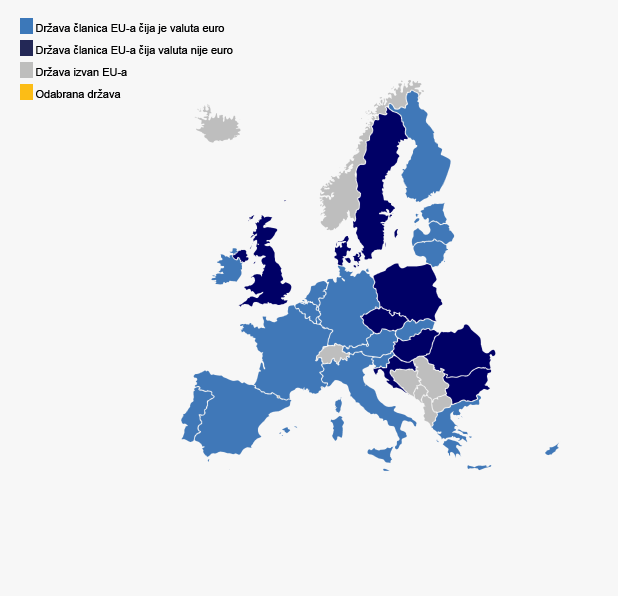 Država članica EU-a čija je valuta euro
Država članica EU-a čija valuta nije euro
Država izvan EU-a
Odabrana država